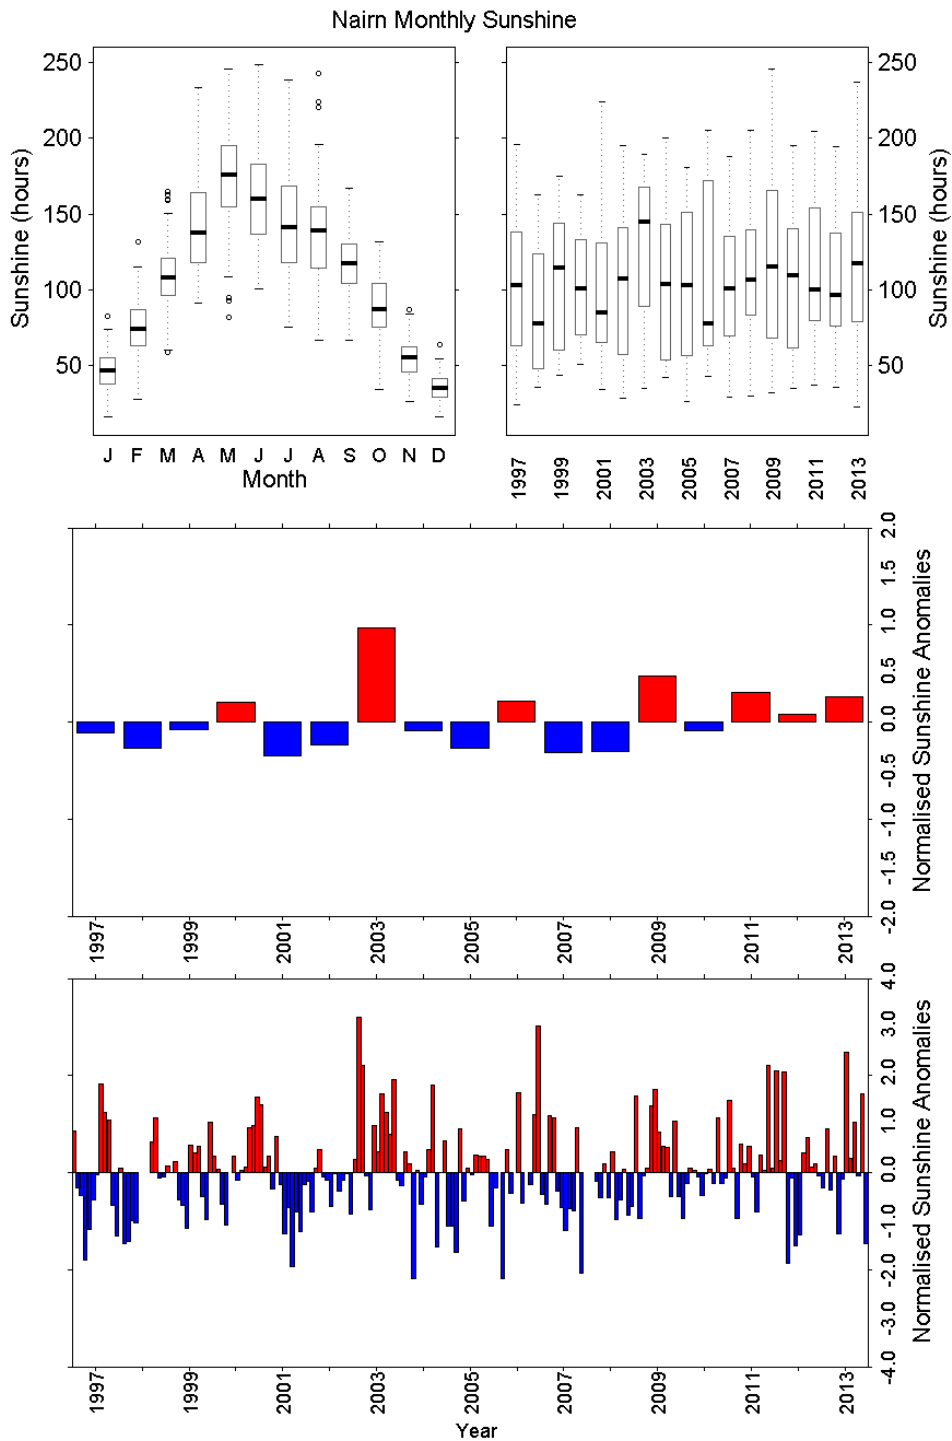 Nairn Monthly Sunshine
Sunshine (hours)
250
200
150
100
50
J F M A M J J A S O N D
Month
250
200
150
100
50
Sunshine (hours)
1997 1999 2001 2003 2005 2007 2009 2011 2013
2.0
1.5
1.0
0.5
0.0
-0.5
-1.0
-1.5
-2.0
Normalised Sunshine Anomalies
1997 1999 2001 2003 2005 2007 2009 2011 2013
4.0
3.0
2.0
1.0
0.0
-1.0
-2.0
-3.0
-4.0
Normalised Sunshine Anomalies
1997 1999 2001 2003 2005 2007 2009 2011 2013
Year